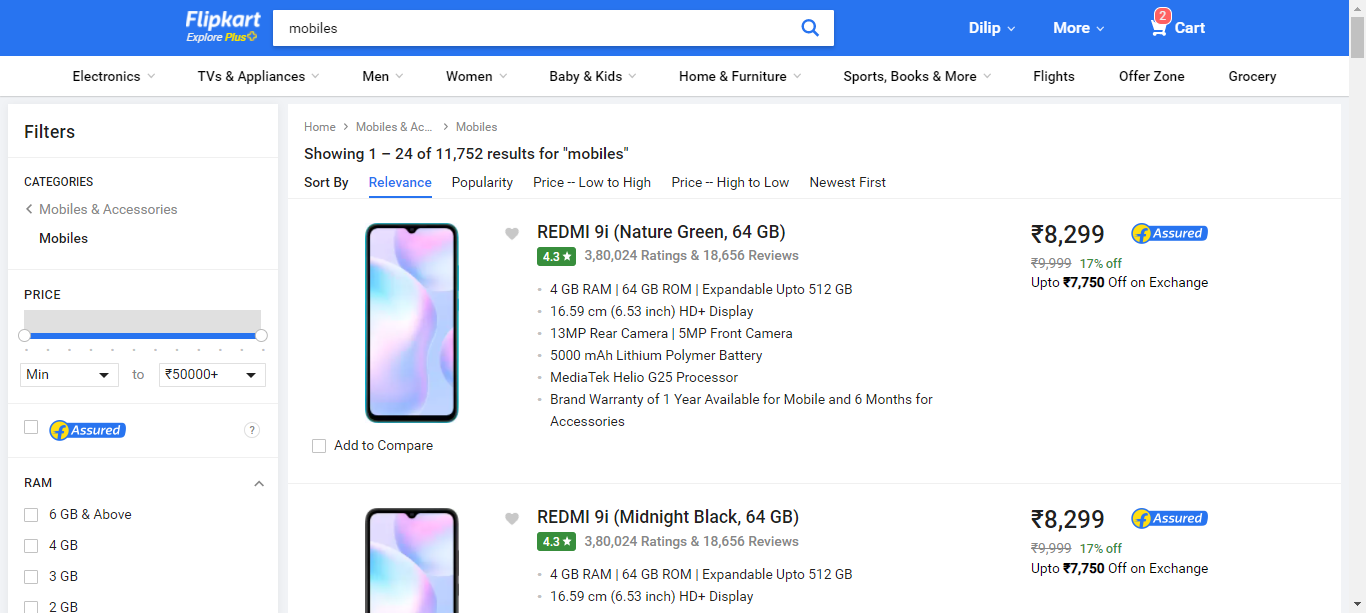 Flipkart
Explore Plus
mobiles
Dilip
More
2
Cart
Electronics
TVs & Appliances
Men
Women
Baby & Kids
Home & Furniture
Sports, Books & More
Flights
Offer Zone
Grocery
Filters
CATEGORIES
Mobiles & Accessories
Mobiles
PRICE
Min
to
₹50000+
f Assured
?
RAM
6 GB & Above
4 GB
3 GB
2 GB
Home > Mobiles & Ac... > Mobiles
Showing 1 – 24 of 11,752 results for "mobiles"
Sort By Relevance Popularity Price -- Low to High Price -- High to Low Newest First
REDMI 9i (Nature Green, 64 GB)
4.3 ★ 3,80,024 Ratings & 18,656 Reviews
4 GB RAM | 64 GB ROM | Expandable Upto 512 GB
16.59 cm (6.53 inch) HD+ Display
13MP Rear Camera | 5MP Front Camera
5000 mAh Lithium Polymer Battery
MediaTek Helio G25 Processor
Brand Warranty of 1 Year Available for Mobile and 6 Months for
Accessories
Add to Compare
₹8,299
f Assured
₹9,999 17% off
Upto ₹7,750 Off on Exchange
REDMI 9i (Midnight Black, 64 GB)
4.3 ★ 3,80,024 Ratings & 18,656 Reviews
4 GB RAM | 64 GB ROM | Expandable Upto 512 GB
16.59 cm (6.53 inch) HD+ Display
₹8,299
f Assured
₹9,999 17% off
Upto ₹7,750 Off on Exchange